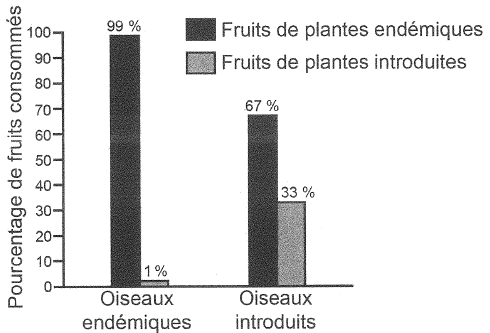 Fruits de plantes endémiques
Fruits de plantes introduites
Pourcentage de fruits consommés
100
90
80
70
60
50
40
30
20
10
0
99 %
1 %
67 %
33 %
Oiseaux
endémiques
Oiseaux
introduits